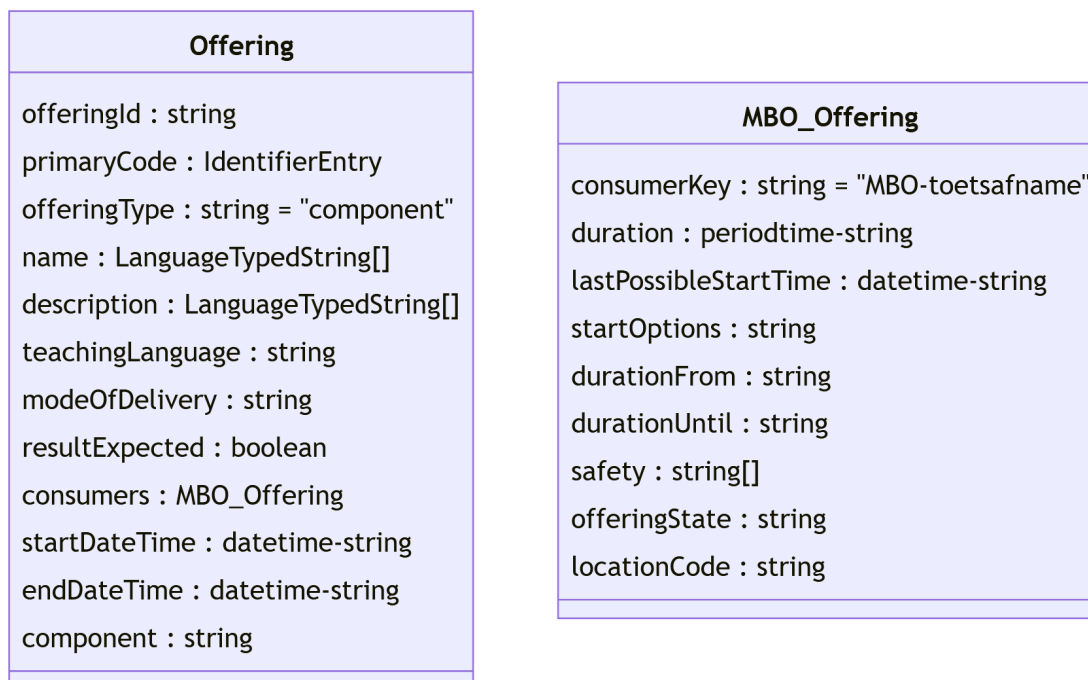 Offering
offeringId : string
primaryCode : IdentifierEntry
offeringType : string = "component"
name : LanguageTypedString[]
description : LanguageTypedString[]
teachingLanguage : string
modeOfDelivery : string
resultExpected : boolean
consumers : MBO_Offering
startDateTime : datetime-string
endDateTime : datetime-string
component : string
MBO_Offering
consumerKey : string = "MBO-toetsafname"
duration : periodtime-string
lastPossibleStartTime : datetime-string
startOptions : string
durationFrom : string
durationUntil : string
safety : string[]
offeringState : string
locationCode : string